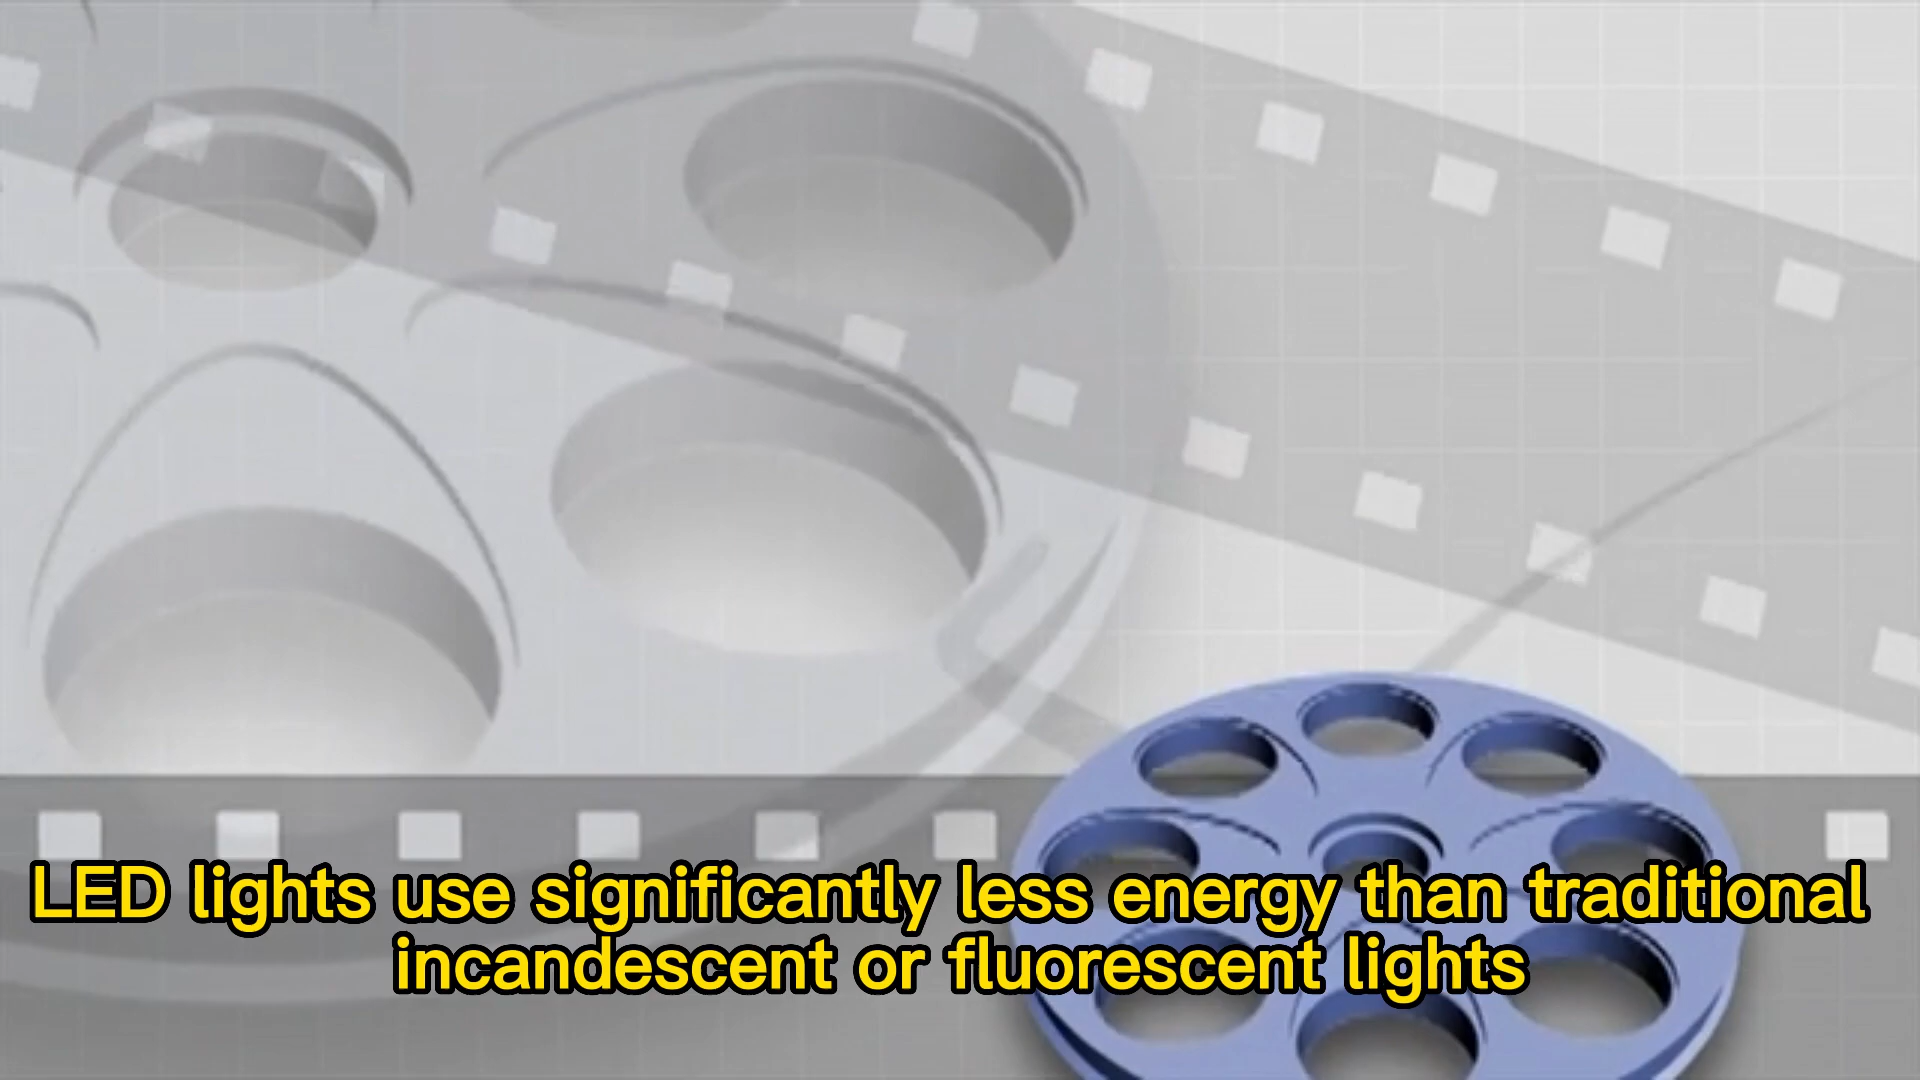 LED lights use significantly less energy than traditional
incandescent or fluorescent lights